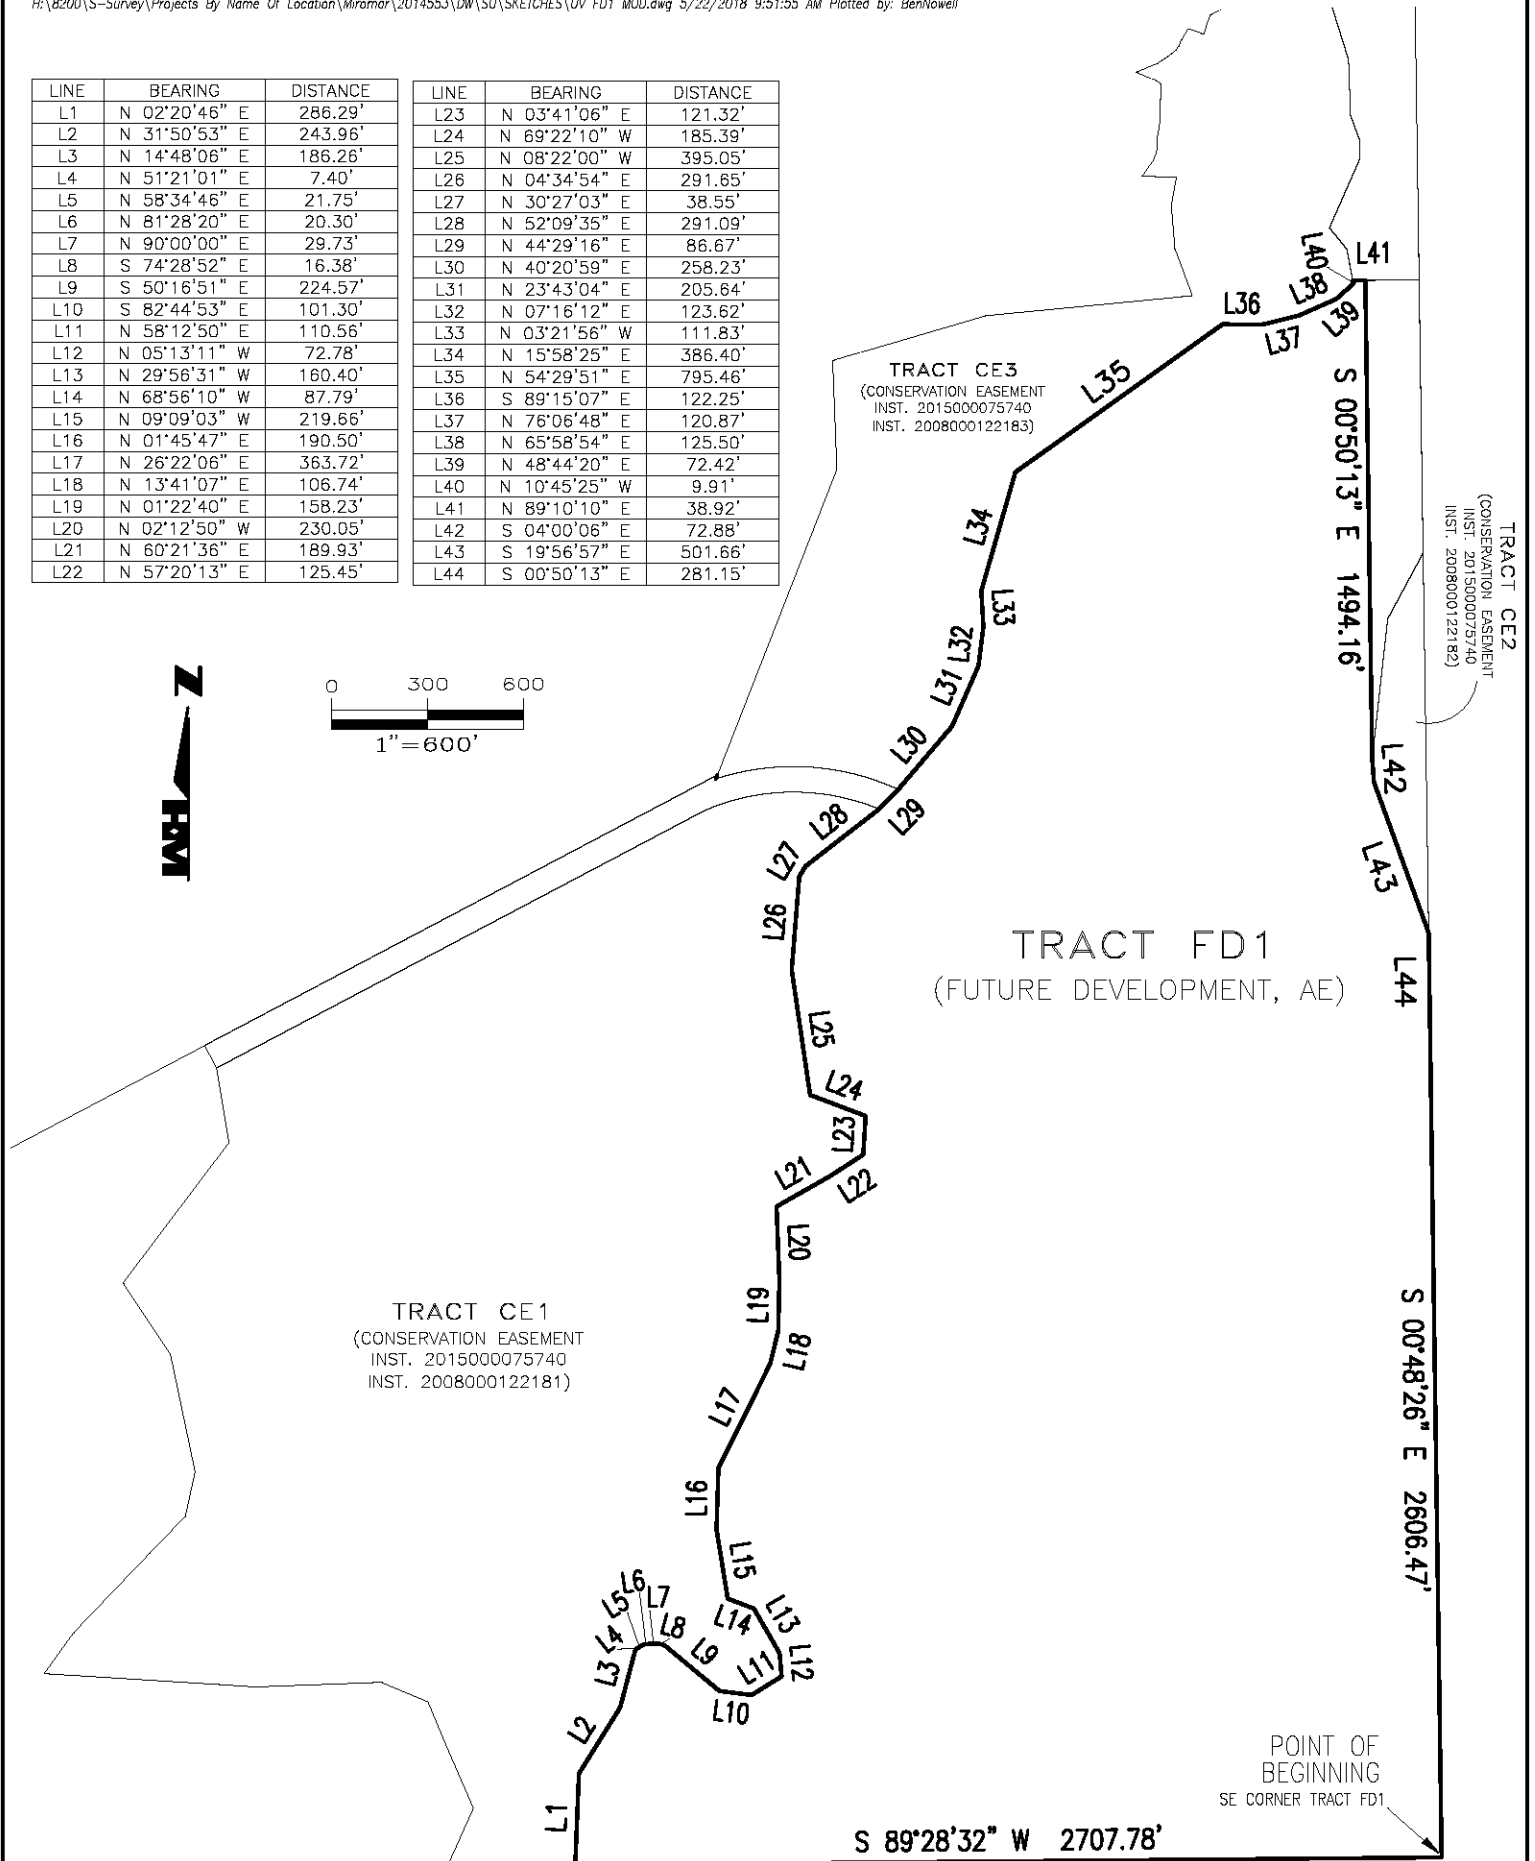 H:\8200\S-Survey\Projects By Name Of Location\Miramar\2014553\DW\SU\SKETCHES\OV FD1 MOD.dwg 5/22/2018 9:51:55 AM Plotted by: BenNowell
LINE BEARING DISTANCE
L1 N 02°20'46" E 286.29'
L2 N 31°50'53" E 243.96'
L3 N 14°48'06" E 186.26'
L4 N 51°21'01" E 7.40'
L5 N 58°34'46" E 21.75'
L6 N 81°28'20" E 20.30'
L7 N 90°00'00" E 29.73'
L8 S 74°28'52" E 16.38'
L9 S 50°16'51" E 224.57'
L10 S 82°44'53" E 101.30'
L11 N 58°12'50" E 110.56'
L12 N 05°13'11" W 72.78'
L13 N 29°56'31" W 160.40'
L14 N 68°56'10" W 87.79'
L15 N 09°09'03" W 219.66'
L16 N 01°45'47" E 190.50'
L17 N 26°22'06" E 363.72'
L18 N 13°41'07" E 106.74'
L19 N 01°22'40" E 158.23'
L20 N 02°12'50" W 230.05'
L21 N 60°21'36" E 189.93'
L22 N 57°20'13" E 125.45'
LINE BEARING DISTANCE
L23 N 03°41'06" E 121.32'
L24 N 69°22'10" W 185.39'
L25 N 08°22'00" W 395.05'
L26 N 04°34'54" E 291.65'
L27 N 30°27'03" E 38.55'
L28 N 52°09'35" E 291.09'
L29 N 44°29'16" E 86.67'
L30 N 40°20'59" E 258.23'
L31 N 23°43'04" E 205.64'
L32 N 07°16'12" E 123.62'
L33 N 03°21'56" W 111.83'
L34 N 15°58'25" E 386.40'
L35 N 54°29'51" E 795.46'
L36 S 89°15'07" E 122.25'
L37 N 76°06'48" E 120.87'
L38 N 65°58'54" E 125.50'
L39 N 48°44'20" E 72.42'
L40 N 10°45'25" W 9.91'
L41 N 89°10'10" E 38.92'
L42 S 04°00'06" E 72.88'
L43 S 19°56'57" E 501.66'
L44 S 00°50'13" E 281.15'
L40
L41
L38
L36
L39
L37
L35
TRACT CE3
(CONSERVATION EASEMENT
INST. 2015000075740
INST. 2008000122183)
S 00°50'13" E 1494.16'
TRACT CE2
(CONSERVATION EASEMENT
INST. 2015000075740
INST. 2008000122182)
L34
L33
L32
L31
L30
L29
L28
L27
L26
L42
L43
L44
N
HM
0 300 600
1"=600'
TRACT FD1
(FUTURE DEVELOPMENT, AE)
L25
L24
L23
L21
L22
L20
L19
L18
L17
L16
TRACT CE1
(CONSERVATION EASEMENT
INST. 2015000075740
INST. 2008000122181)
S 00°48'26" E 2606.47'
L15
L14
L13
L12
L11
L10
L9
L8
L7
L6
L5
L4
L3
L2
L1
POINT OF
BEGINNING
SE CORNER TRACT FD1
S 89°28'32" W 2707.78'